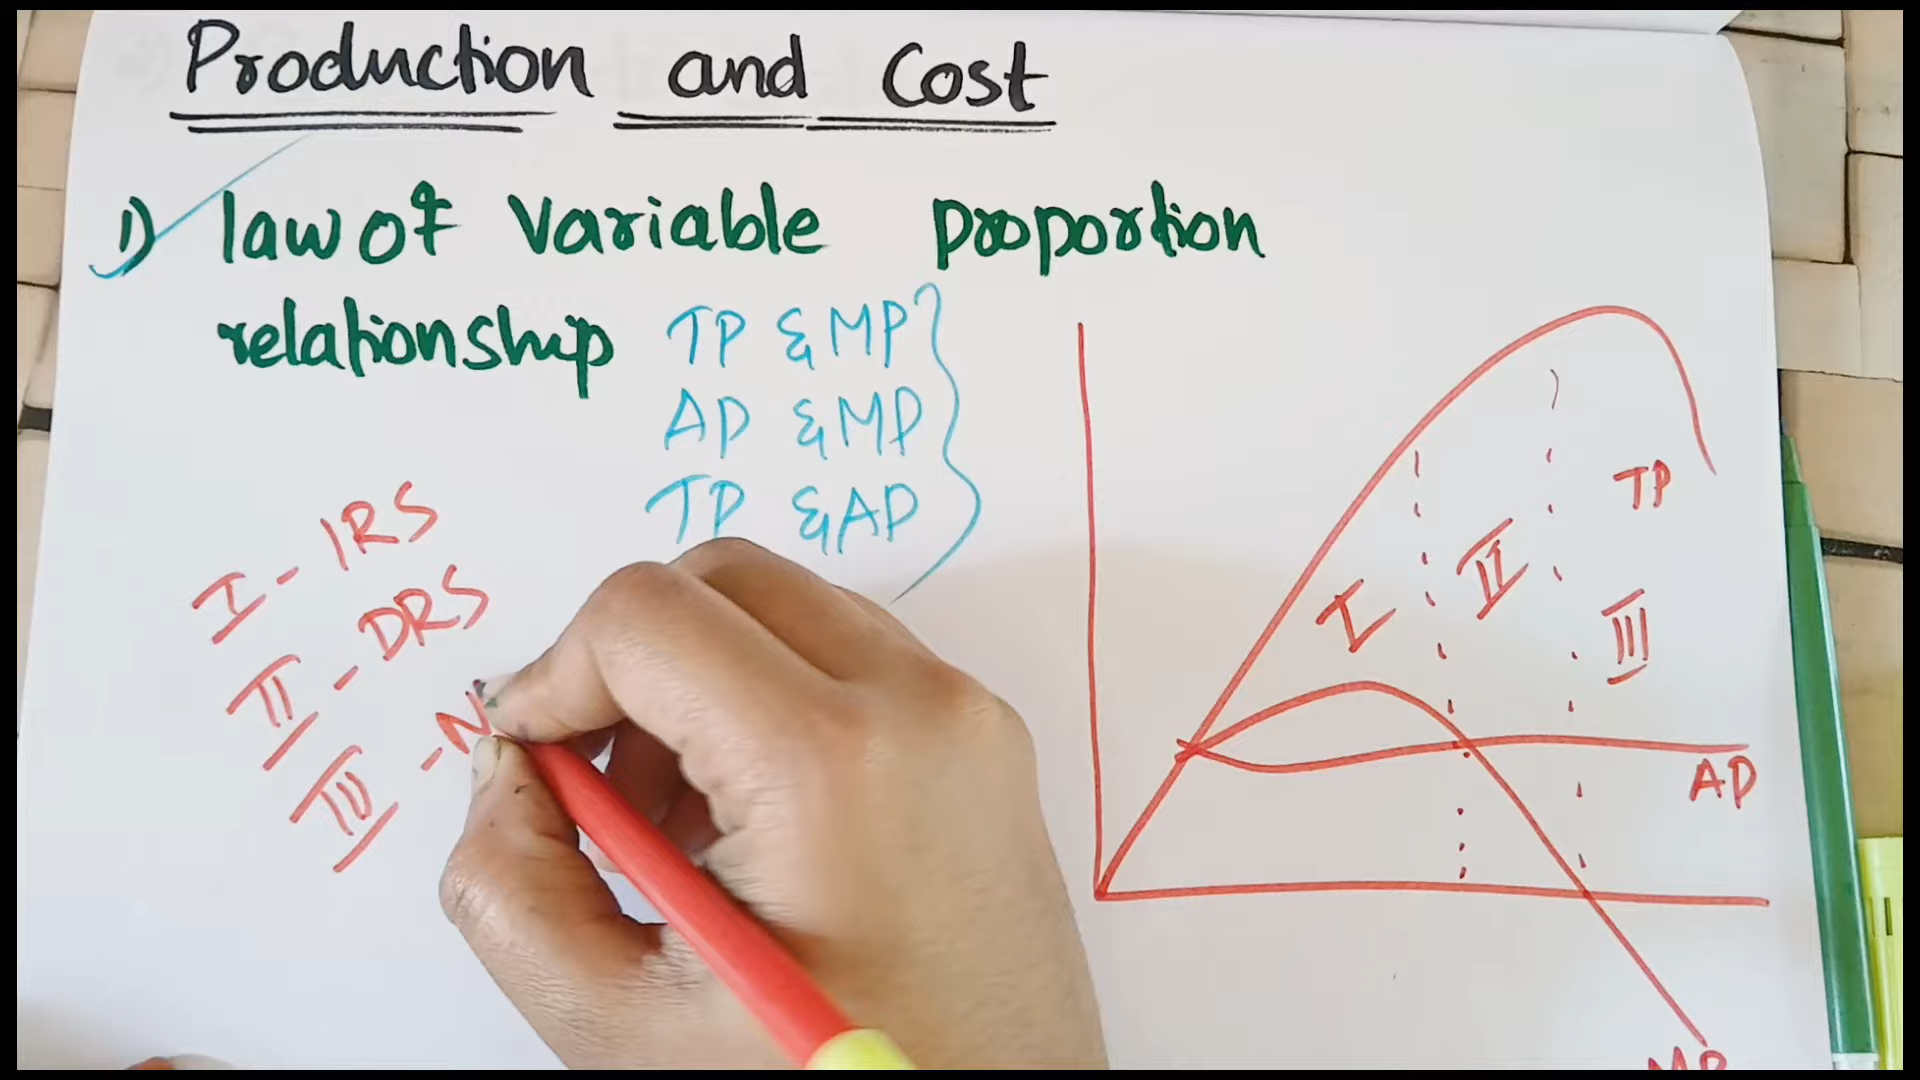 Production and Cost
1) law of variable proportion
relationship TP & MP
AP & MP
TP & AP
I - IRS
II - DRS
III - N
TP
I
II
III
AP
MP